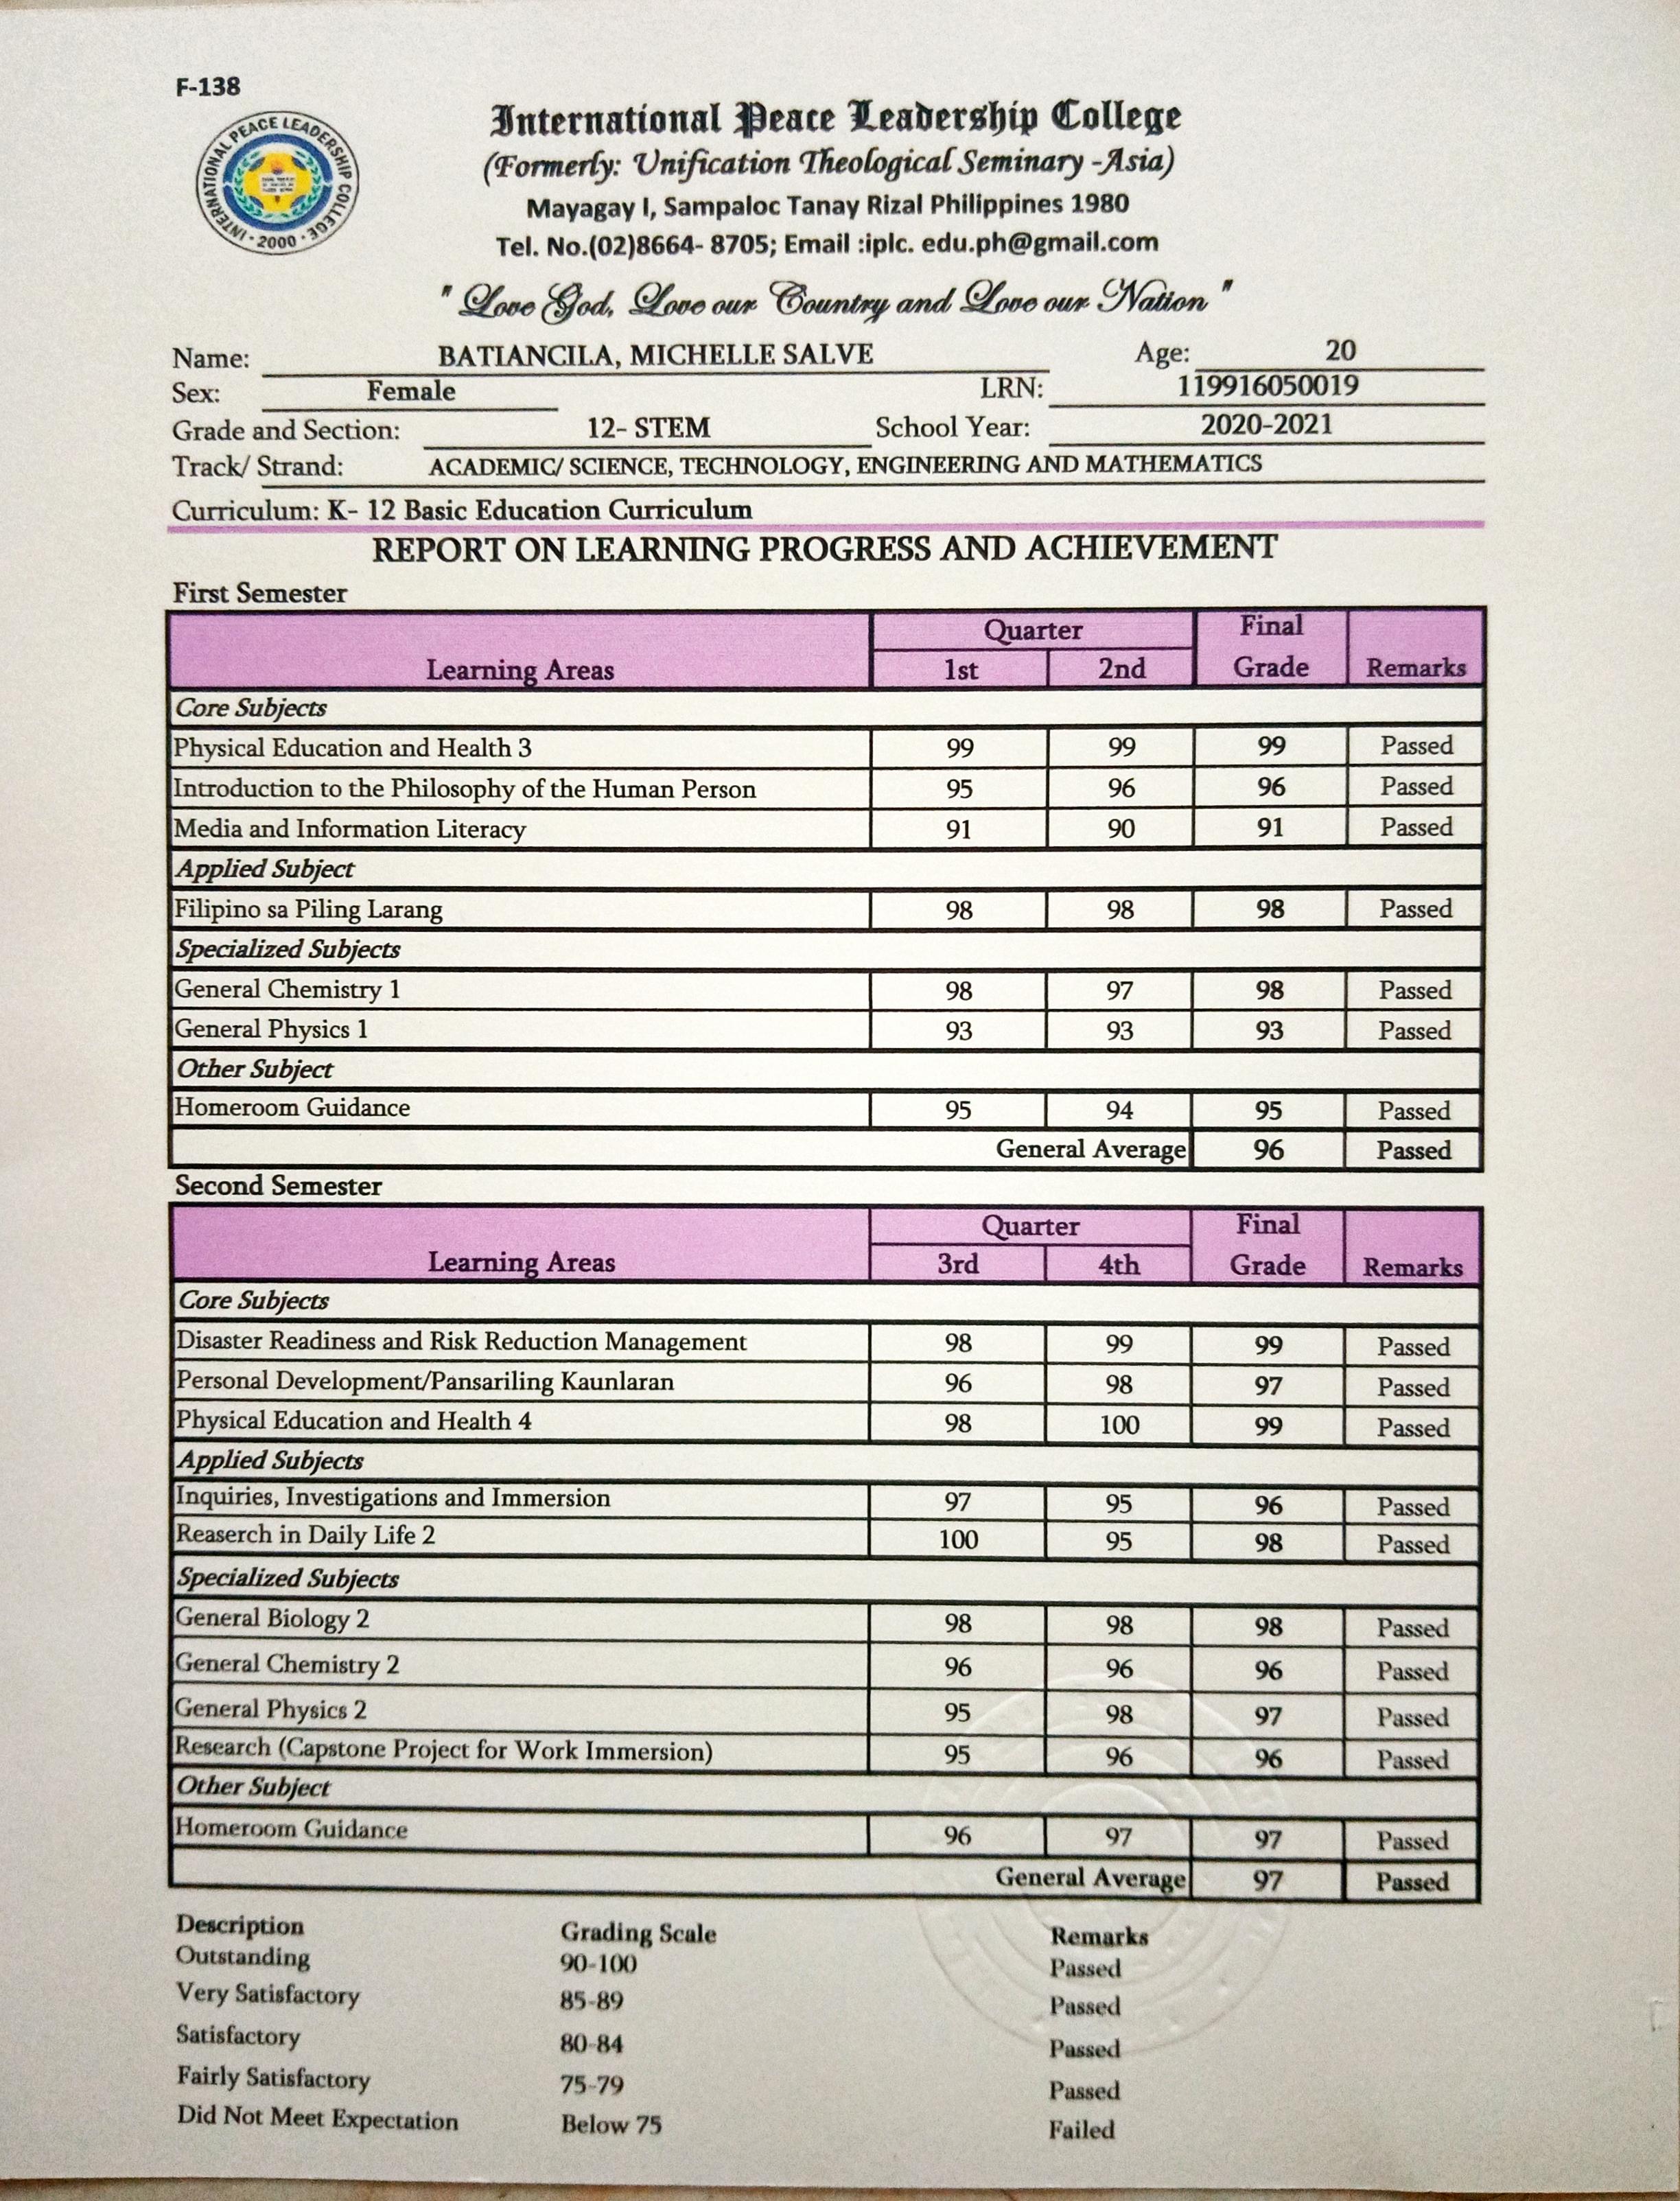 F-138
INTERNATIONAL PEACE LEADERSHIP COLLEGE
· 2000 ·
International Peace Leadership College
(Formerly: Unification Theological Seminary -Asia)
Mayagay I, Sampaloc Tanay Rizal Philippines 1980
Tel. No.(02)8664- 8705; Email :iplc. edu.ph@gmail.com
" Love God, Love our Country and Love our Nation "
Name: BATIANCILA, MICHELLE SALVE Age: 20
Sex: Female LRN: 119916050019
Grade and Section: 12- STEM School Year: 2020-2021
Track/ Strand: ACADEMIC/ SCIENCE, TECHNOLOGY, ENGINEERING AND MATHEMATICS
Curriculum: K- 12 Basic Education Curriculum
REPORT ON LEARNING PROGRESS AND ACHIEVEMENT
First Semester
Quarter Final
Learning Areas 1st 2nd Grade Remarks
Core Subjects
Physical Education and Health 3 99 99 99 Passed
Introduction to the Philosophy of the Human Person 95 96 96 Passed
Media and Information Literacy 91 90 91 Passed
Applied Subject
Filipino sa Piling Larang 98 98 98 Passed
Specialized Subjects
General Chemistry 1 98 97 98 Passed
General Physics 1 93 93 93 Passed
Other Subject
Homeroom Guidance 95 94 95 Passed
General Average 96 Passed
Second Semester
Quarter Final
Learning Areas 3rd 4th Grade Remarks
Core Subjects
Disaster Readiness and Risk Reduction Management 98 99 99 Passed
Personal Development/Pansariling Kaunlaran 96 98 97 Passed
Physical Education and Health 4 98 100 99 Passed
Applied Subjects
Inquiries, Investigations and Immersion 97 95 96 Passed
Reaserch in Daily Life 2 100 95 98 Passed
Specialized Subjects
General Biology 2 98 98 98 Passed
General Chemistry 2 96 96 96 Passed
General Physics 2 95 98 97 Passed
Research (Capstone Project for Work Immersion) 95 96 96 Passed
Other Subject
Homeroom Guidance 96 97 97 Passed
General Average 97 Passed
Description Grading Scale Remarks
Outstanding 90-100 Passed
Very Satisfactory 85-89 Passed
Satisfactory 80-84 Passed
Fairly Satisfactory 75-79 Passed
Did Not Meet Expectation Below 75 Failed